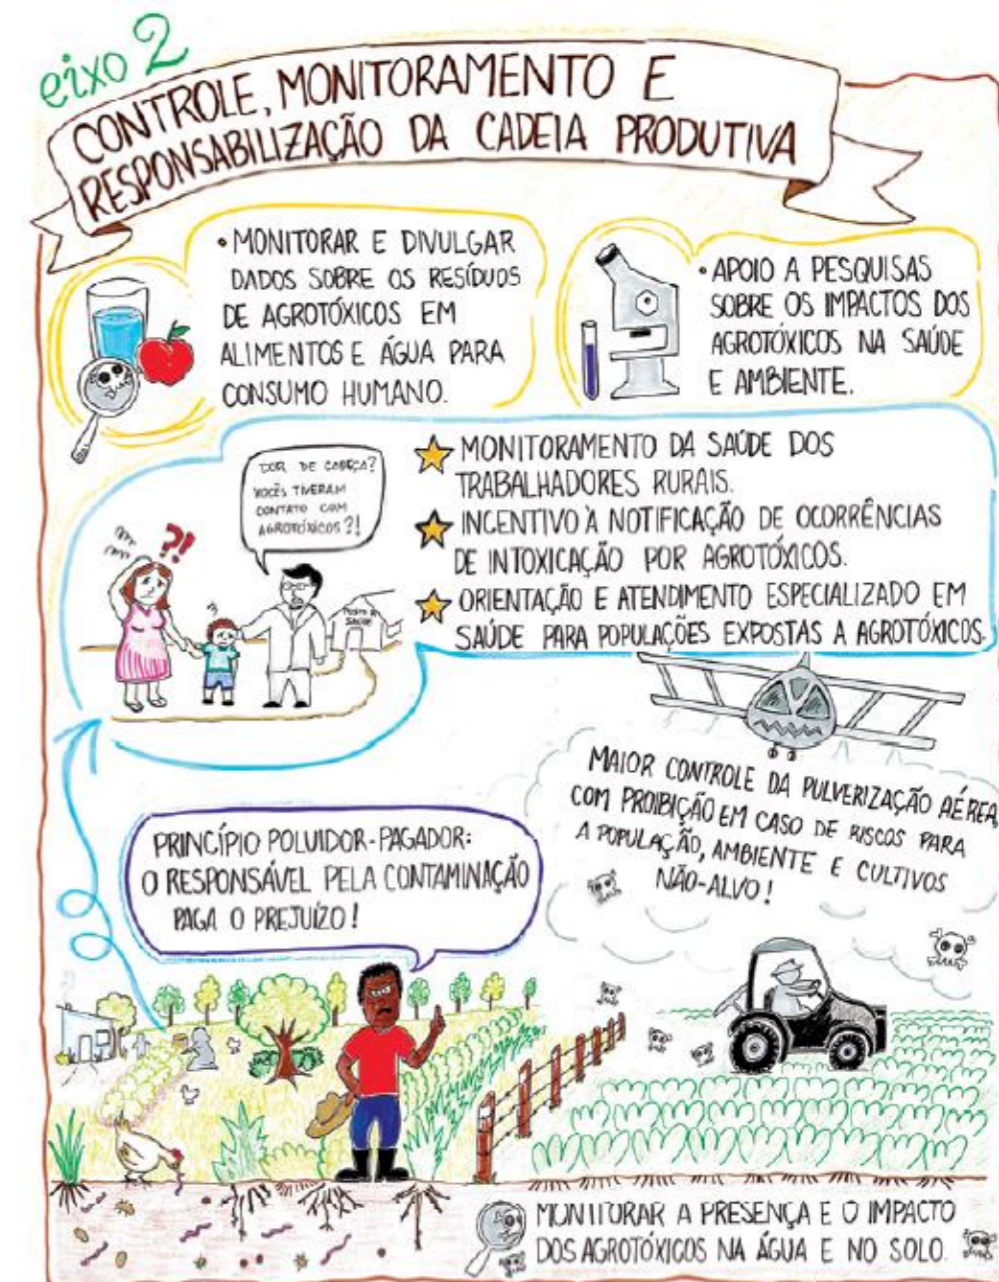 eixo 2
CONTROLE, MONITORAMENTO E
RESPONSABILIZAÇÃO DA CADEIA PRODUTIVA
• MONITORAR E DIVULGAR
DADOS SOBRE OS RESÍDUOS
DE AGROTÓXICOS EM
ALIMENTOS E ÁGUA PARA
CONSUMO HUMANO.
• APOIO A PESQUISAS
SOBRE OS IMPACTOS DOS
AGROTÓXICOS NA SAÚDE
E AMBIENTE.
DOR DE CABEÇA?
VOCÊS TIVERAM
CONTATO COM
AGROTÓXICOS?!
?!
POSTO DE
SAÚDE
MONITORAMENTO DA SAÚDE DOS
TRABALHADORES RURAIS.
INCENTIVO À NOTIFICAÇÃO DE OCORRÊNCIAS
DE INTOXICAÇÃO POR AGROTÓXICOS.
ORIENTAÇÃO E ATENDIMENTO ESPECIALIZADO EM
SAÚDE PARA POPULAÇÕES EXPOSTAS A AGROTÓXICOS.
MAIOR CONTROLE DA PULVERIZAÇÃO AÉREA,
COM PROIBIÇÃO EM CASO DE RISCOS PARA
A POPULAÇÃO, AMBIENTE E CULTIVOS
NÃO-ALVO!
PRINCÍPIO POLUIDOR-PAGADOR:
O RESPONSÁVEL PELA CONTAMINAÇÃO
PAGA O PREJUÍZO!
MONITORAR A PRESENÇA E O IMPACTO
DOS AGROTÓXICOS NA ÁGUA E NO SOLO.